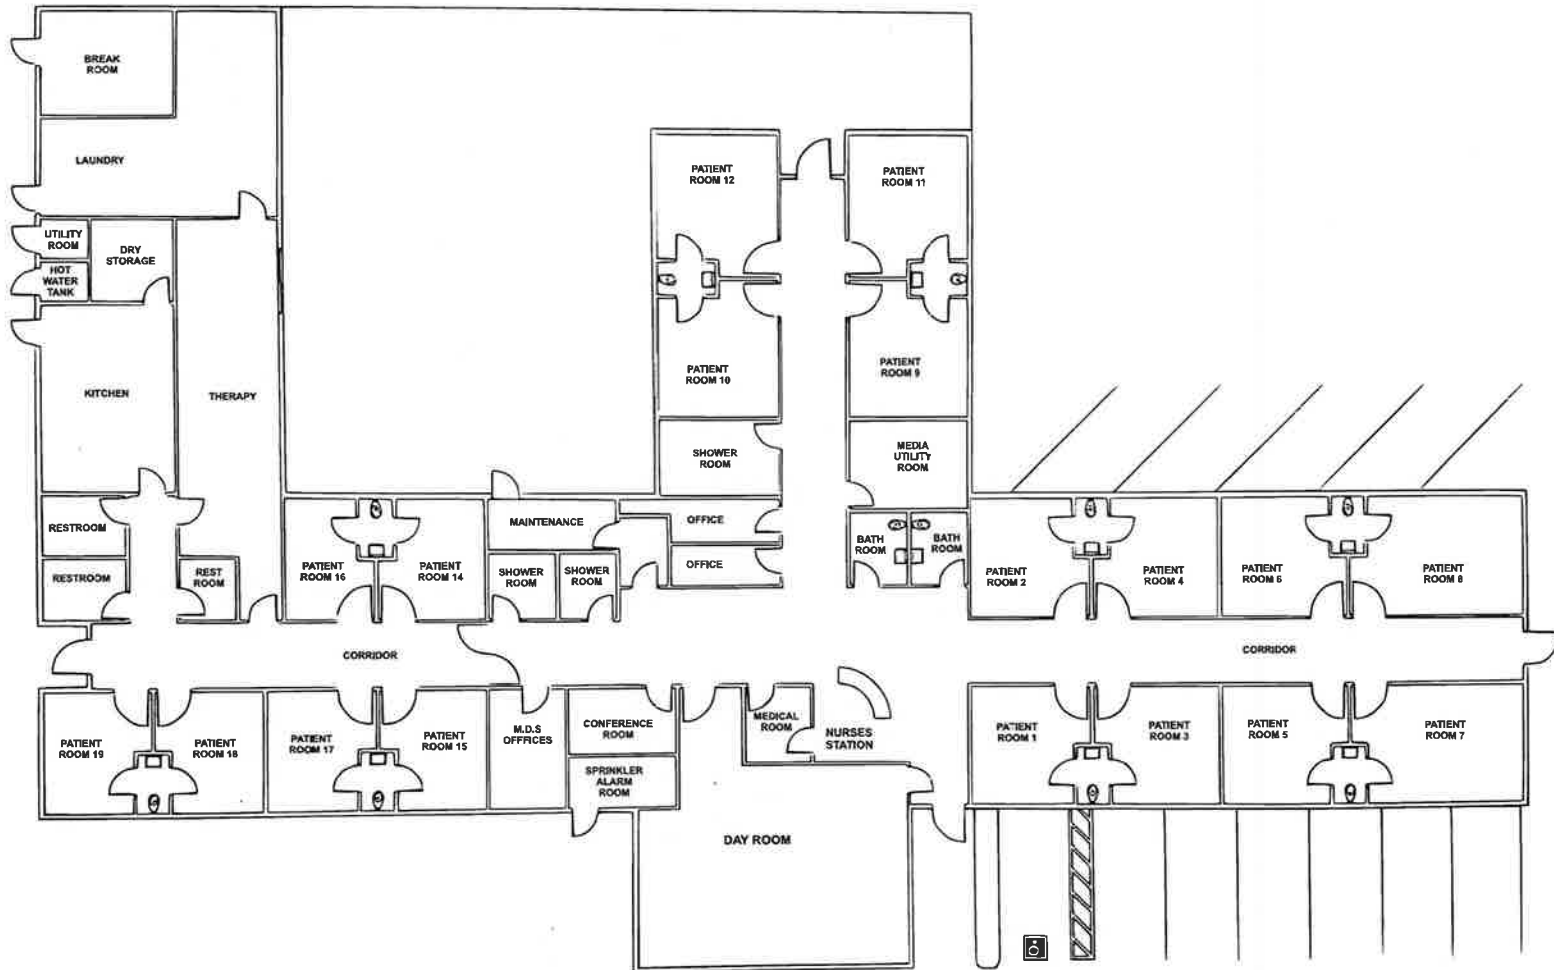 BREAK
ROOM
LAUNDRY
UTILITY
ROOM
DRY
STORAGE
HOT
WATER
TANK
KITCHEN
THERAPY
RESTROOM
RESTROOM
REST
ROOM
PATIENT
ROOM 16
PATIENT
ROOM 14
MAINTENANCE
SHOWER
ROOM
SHOWER
ROOM
OFFICE
OFFICE
PATIENT
ROOM 12
PATIENT
ROOM 11
PATIENT
ROOM 10
PATIENT
ROOM 9
SHOWER
ROOM
MEDIA
UTILITY
ROOM
BATH
ROOM
BATH
ROOM
PATIENT
ROOM 2
PATIENT
ROOM 4
PATIENT
ROOM 6
PATIENT
ROOM 8
CORRIDOR
CORRIDOR
PATIENT
ROOM 19
PATIENT
ROOM 18
PATIENT
ROOM 17
PATIENT
ROOM 15
M.D.S
OFFFICES
CONFERENCE
ROOM
SPRINKLER
ALARM
ROOM
MEDICAL
ROOM
NURSES
STATION
DAY ROOM
PATIENT
ROOM 1
PATIENT
ROOM 3
PATIENT
ROOM 5
PATIENT
ROOM 7